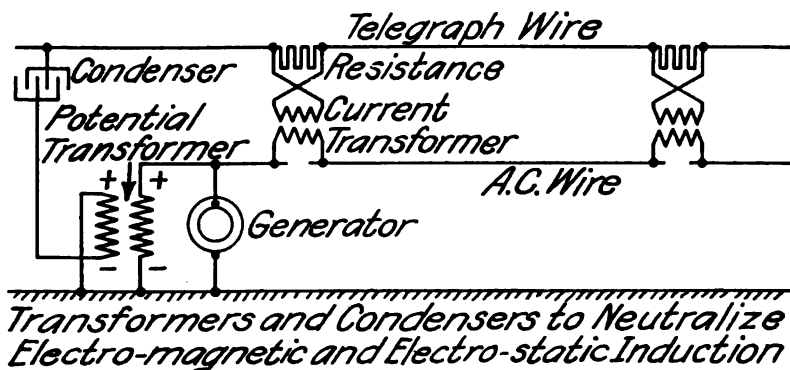 Telegraph Wire
Condenser
Resistance
Potential
Transformer
Current
Transformer
+ +
A.C. Wire
Generator
- -
Transformers and Condensers to Neutralize
Electro-magnetic and Electro-static Induction